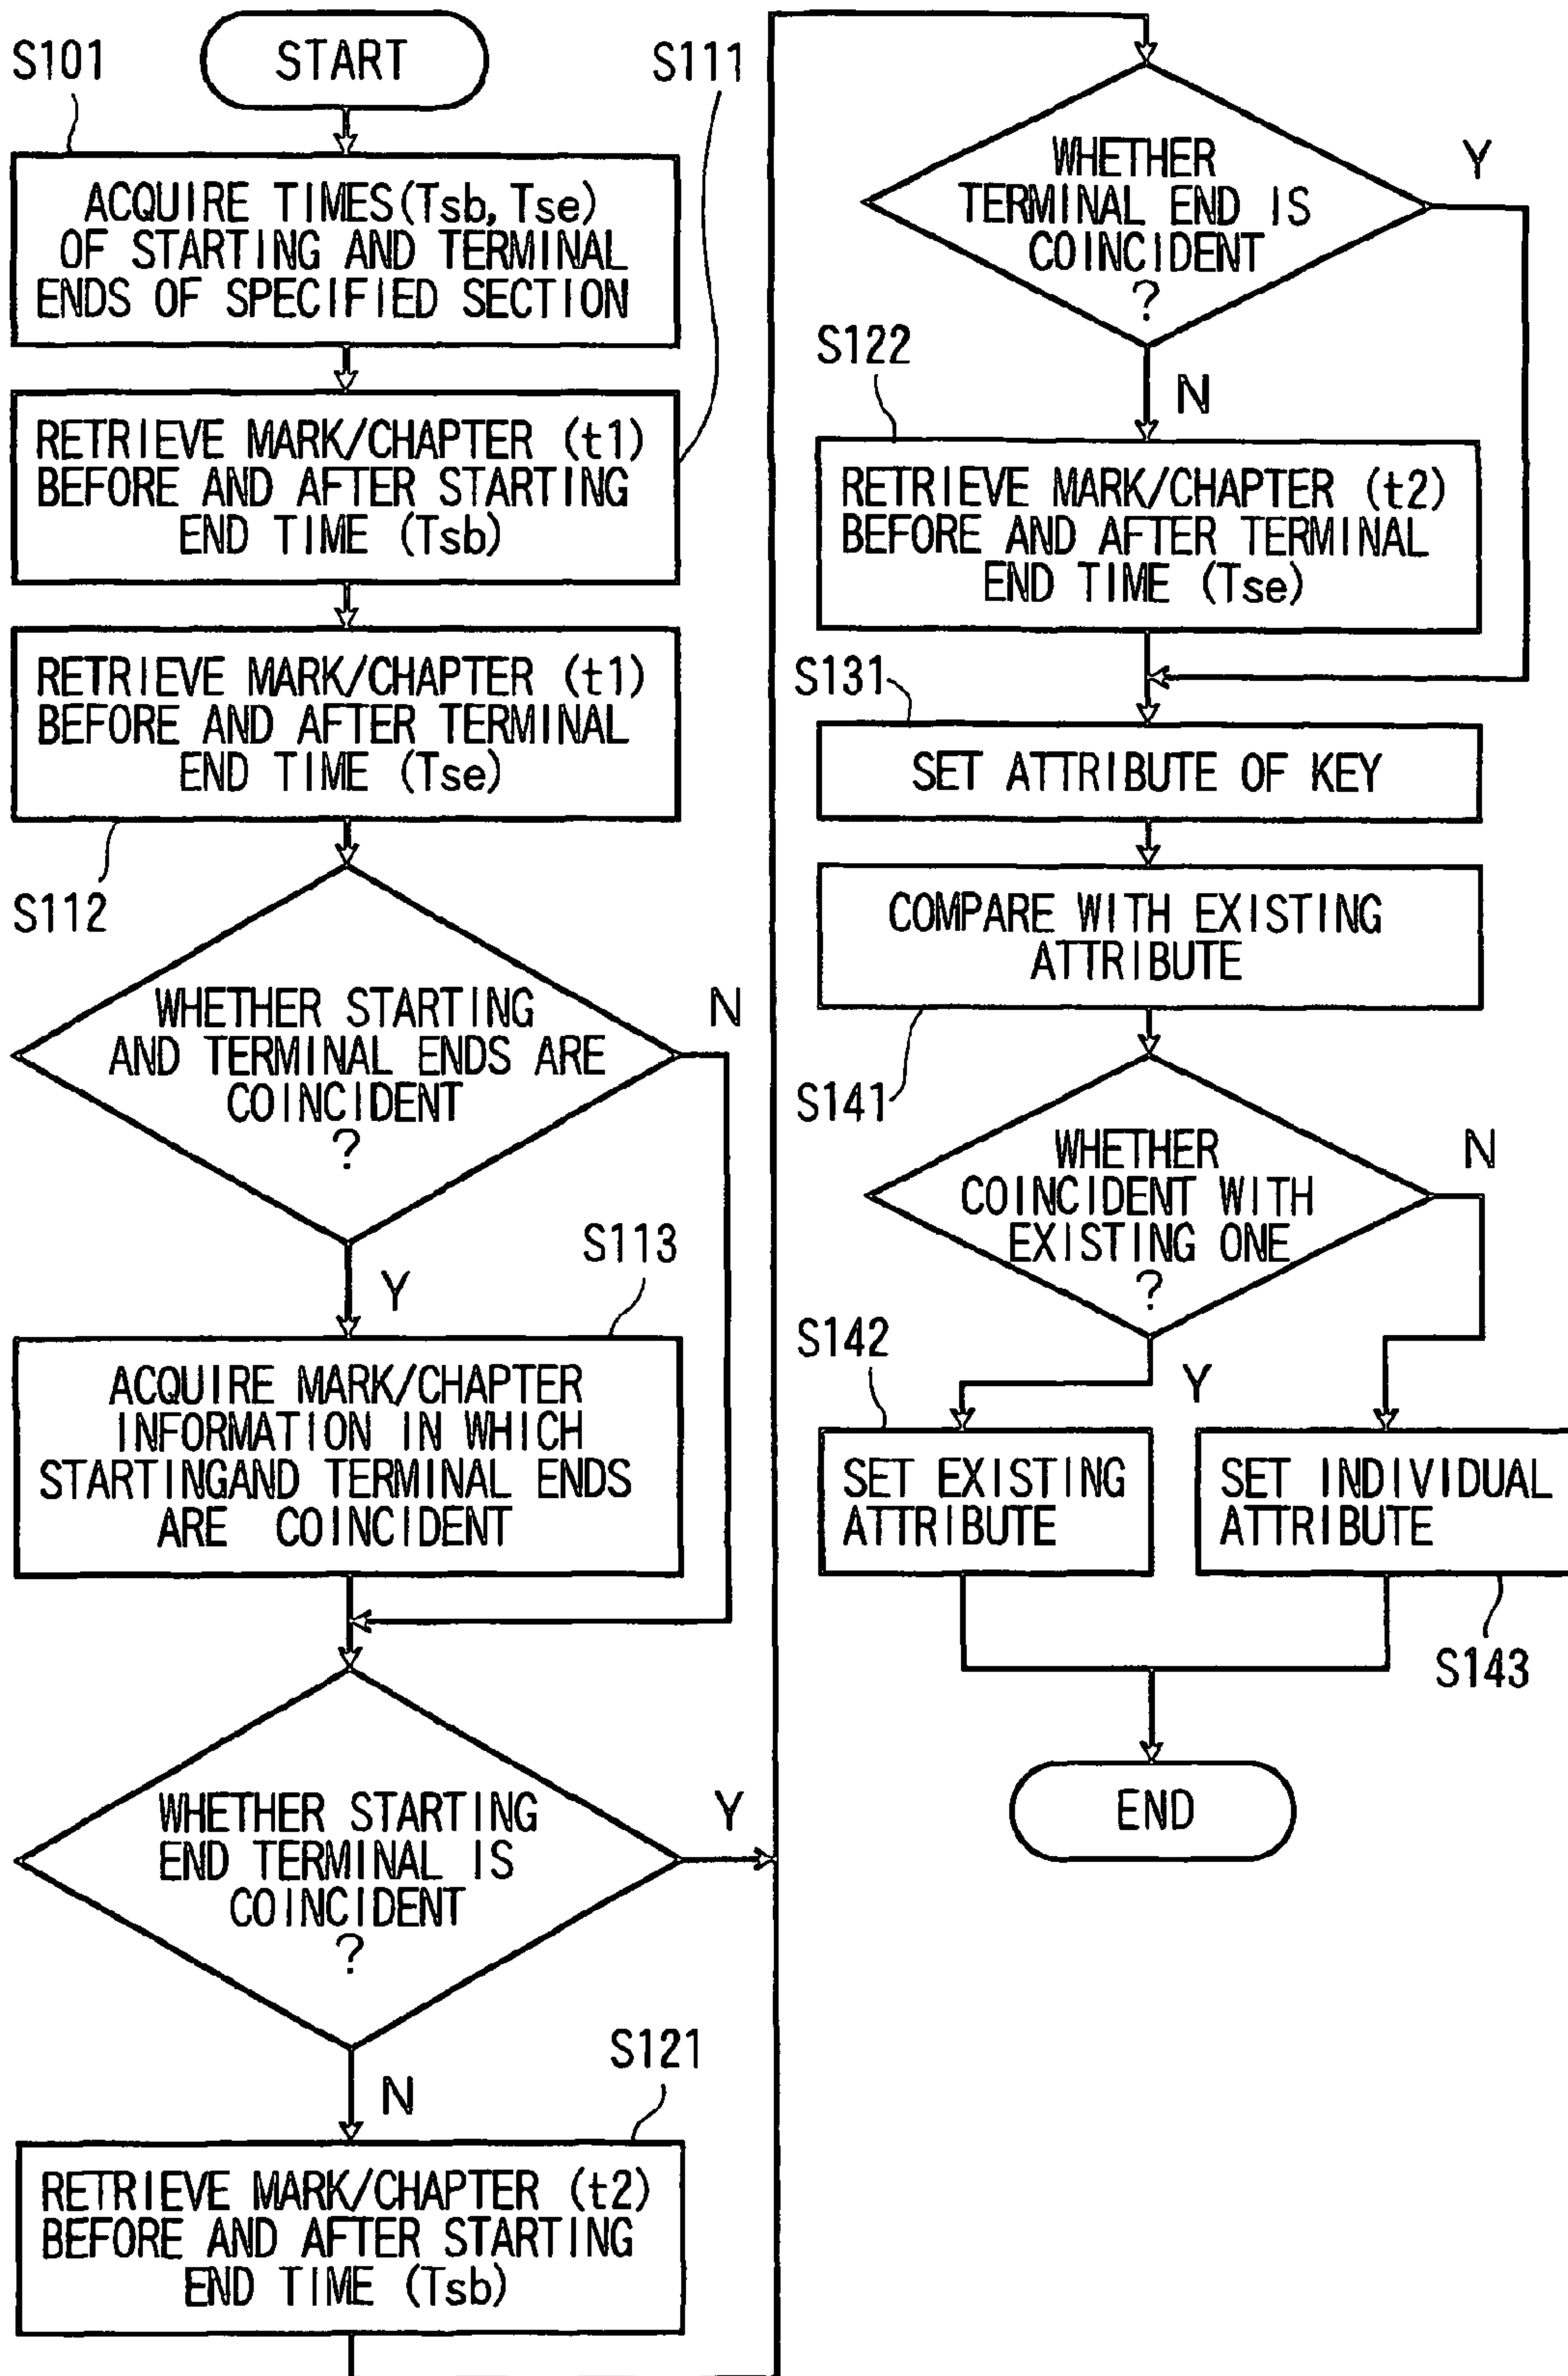 S101
START
S111
ACQUIRE TIMES(Tsb, Tse)
OF STARTING AND TERMINAL
ENDS OF SPECIFIED SECTION
RETRIEVE MARK/CHAPTER (t1)
BEFORE AND AFTER STARTING
END TIME (Tsb)
RETRIEVE MARK/CHAPTER (t1)
BEFORE AND AFTER TERMINAL
END TIME (Tse)
S112
WHETHER STARTING
AND TERMINAL ENDS ARE
COINCIDENT
?
N
Y
S113
ACQUIRE MARK/CHAPTER
INFORMATION IN WHICH
STARTINGAND TERMINAL ENDS
ARE COINCIDENT
WHETHER STARTING
END TERMINAL IS
COINCIDENT
?
Y
N
S121
RETRIEVE MARK/CHAPTER (t2)
BEFORE AND AFTER STARTING
END TIME (Tsb)
WHETHER
TERMINAL END IS
COINCIDENT
?
Y
N
S122
RETRIEVE MARK/CHAPTER (t2)
BEFORE AND AFTER TERMINAL
END TIME (Tse)
S131
SET ATTRIBUTE OF KEY
COMPARE WITH EXISTING
ATTRIBUTE
S141
WHETHER
COINCIDENT WITH
EXISTING ONE
?
N
Y
S142
SET EXISTING
ATTRIBUTE
SET INDIVIDUAL
ATTRIBUTE
S143
END